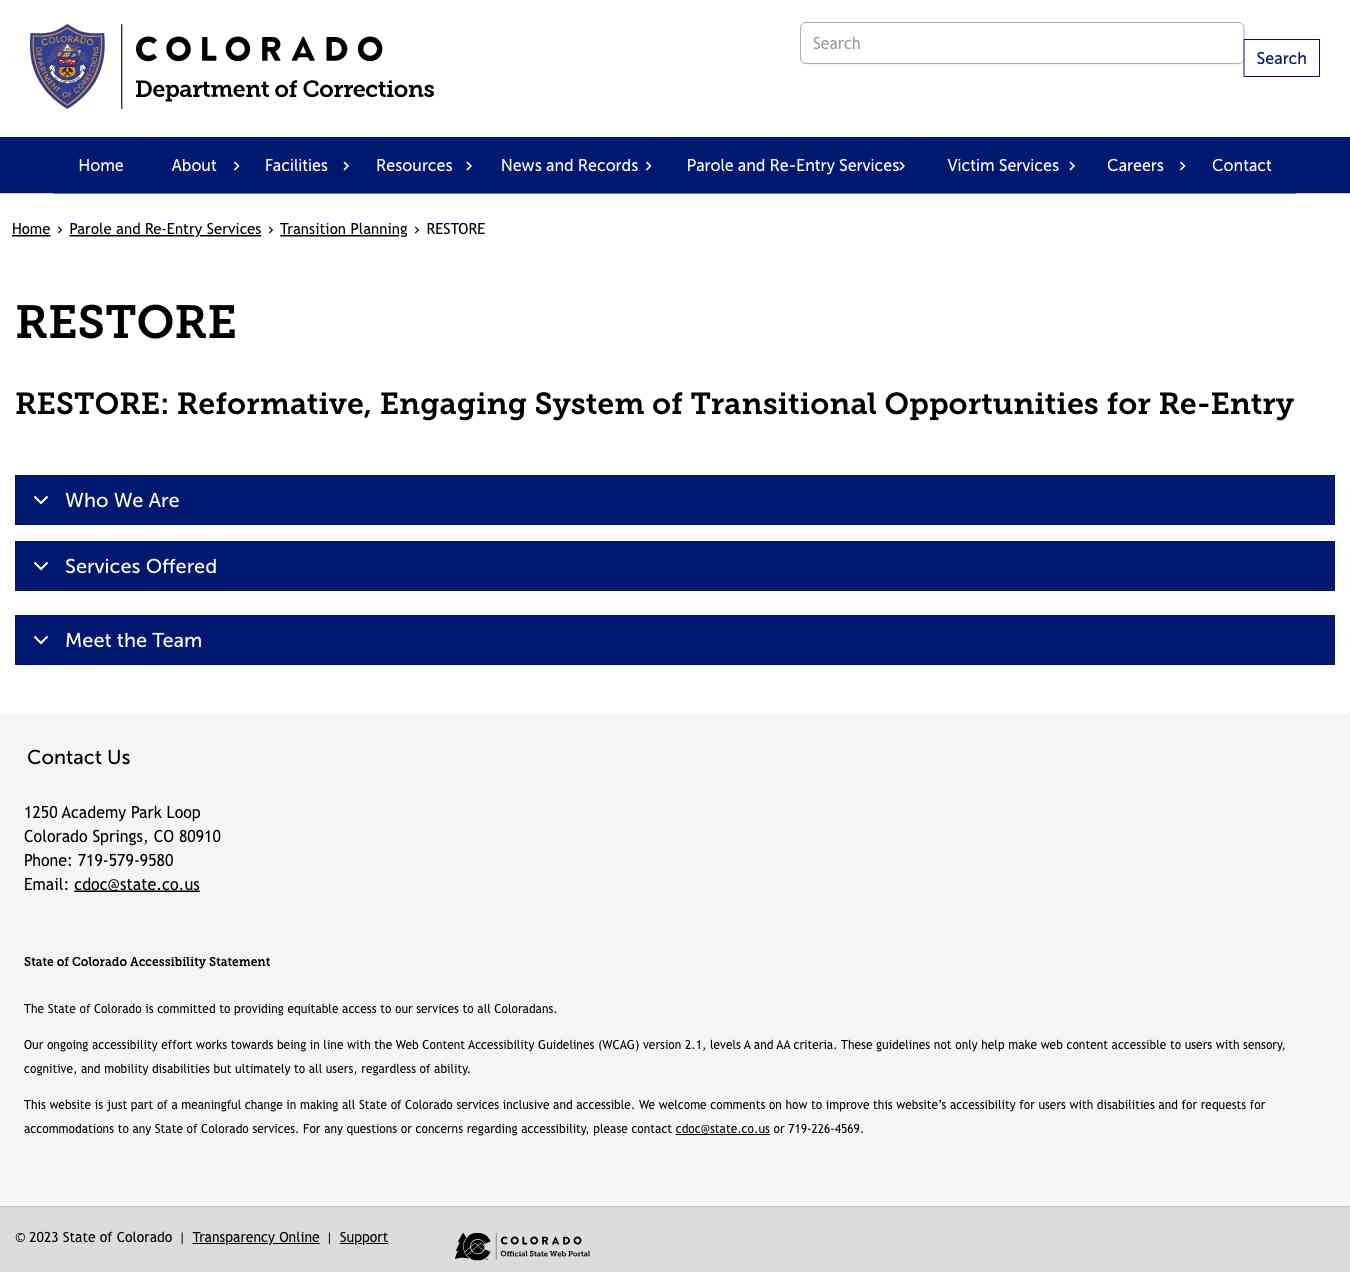 COLORADO
Department of Corrections
Search
Search
Home
About
Facilities
Resources
News and Records
Parole and Re-Entry Services
Victim Services
Careers
Contact
Home › Parole and Re-Entry Services › Transition Planning › RESTORE
RESTORE
RESTORE: Reformative, Engaging System of Transitional Opportunities for Re-Entry
Who We Are
Services Offered
Meet the Team
Contact Us
1250 Academy Park Loop
Colorado Springs, CO 80910
Phone: 719-579-9580
Email: cdoc@state.co.us
State of Colorado Accessibility Statement
The State of Colorado is committed to providing equitable access to our services to all Coloradans.
Our ongoing accessibility effort works towards being in line with the Web Content Accessibility Guidelines (WCAG) version 2.1, levels A and AA criteria. These guidelines not only help make web content accessible to users with sensory,
cognitive, and mobility disabilities but ultimately to all users, regardless of ability.
This website is just part of a meaningful change in making all State of Colorado services inclusive and accessible. We welcome comments on how to improve this website’s accessibility for users with disabilities and for requests for
accommodations to any State of Colorado services. For any questions or concerns regarding accessibility, please contact cdoc@state.co.us or 719-226-4569.
© 2023 State of Colorado | Transparency Online | Support
COLORADO
Official State Web Portal